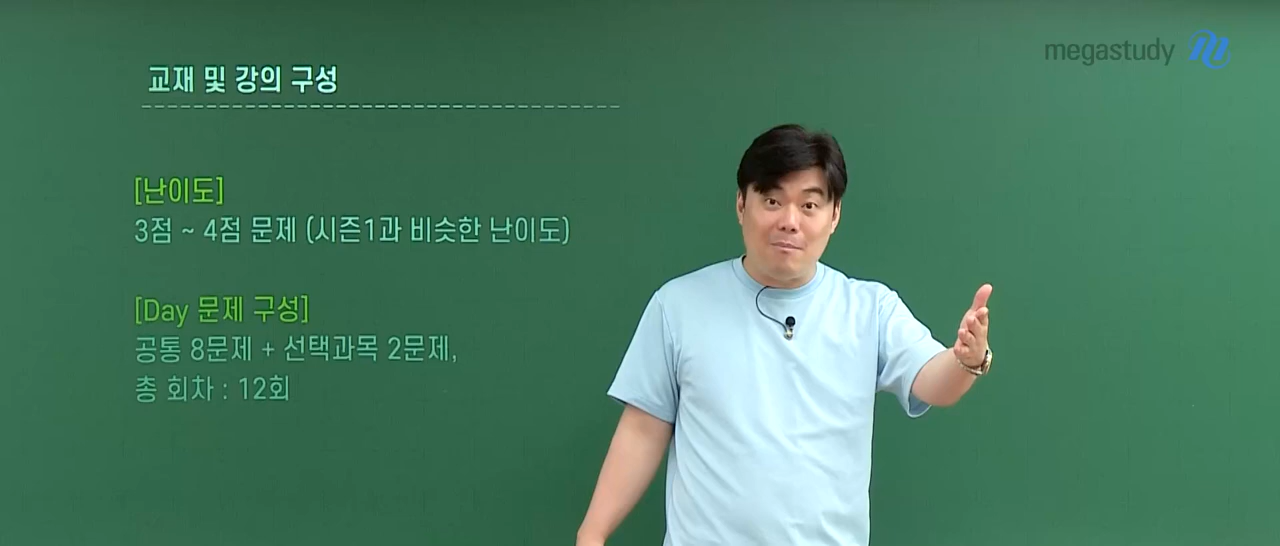 megastudy
교재 및 강의 구성
[난이도]
3점 ~ 4점 문제 (시즌1과 비슷한 난이도)
[Day 문제 구성]
공통 8문제 + 선택과목 2문제,
총 회차 : 12회